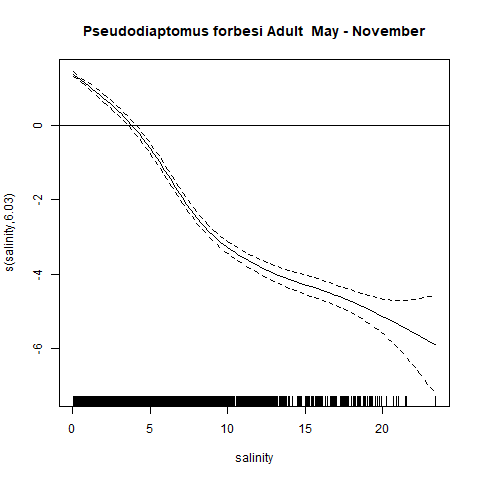 Pseudodiaptomus forbesi Adult  May - November
s(salinity,6.03)
0
-2
-4
-6
0 5 10 15 20
salinity